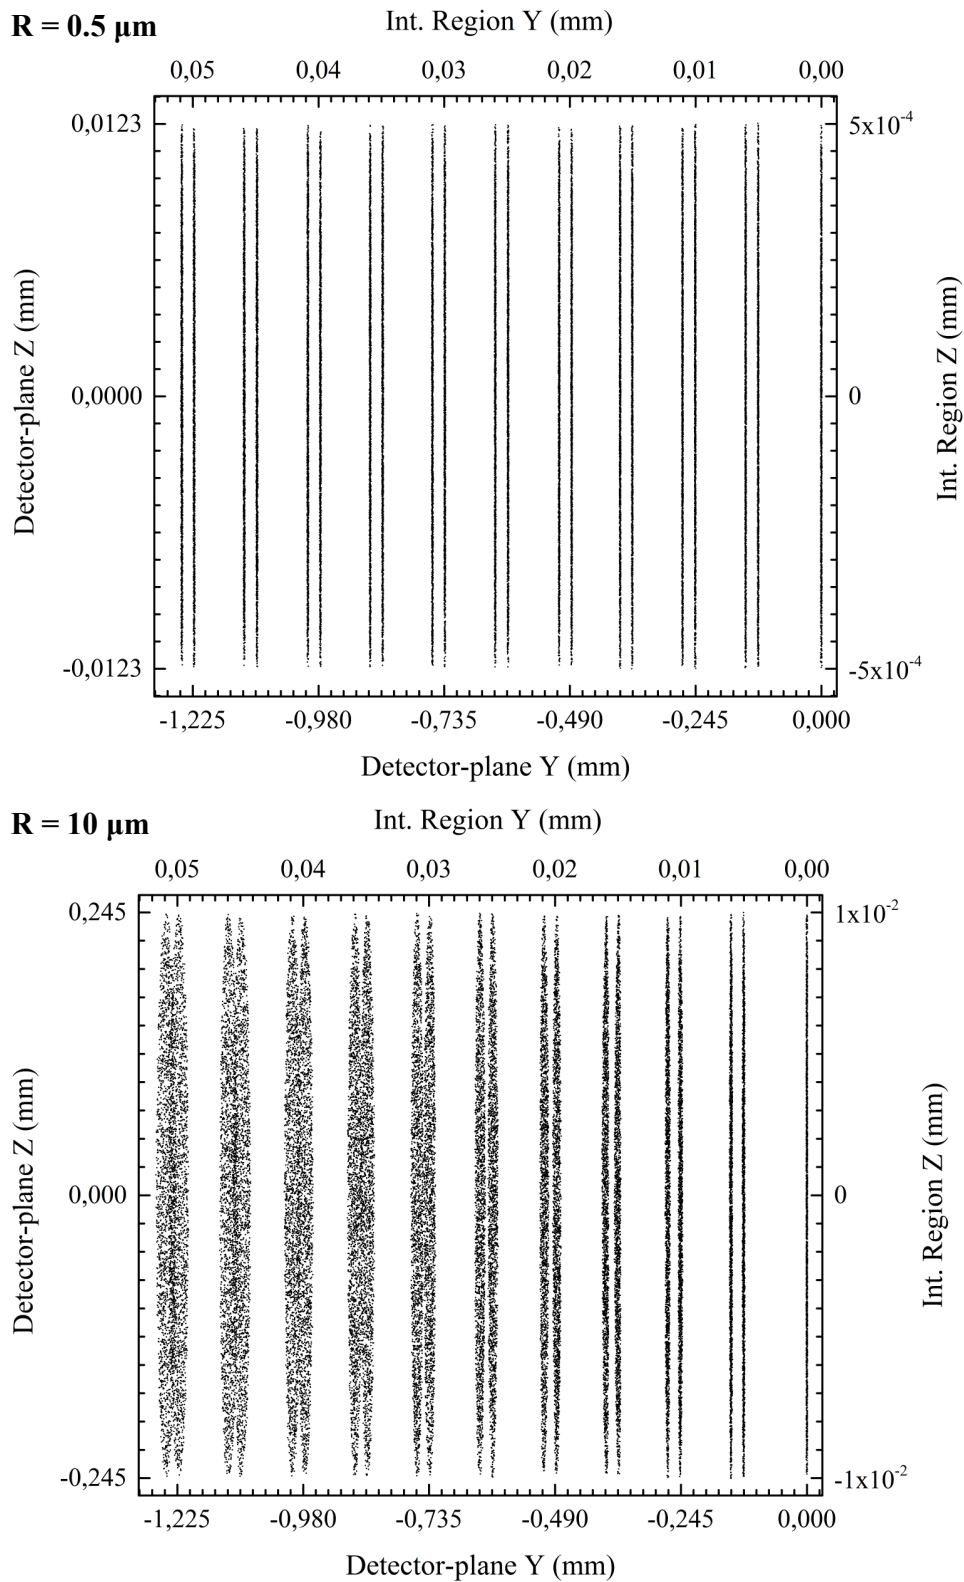 R = 0.5 μm
Int. Region Y (mm)
0,05 0,04 0,03 0,02 0,01 0,00
0,0123
0,0000
-0,0123
Detector-plane Z (mm)
5x10⁻⁴
0
-5x10⁻⁴
Int. Region Z (mm)
-1,225 -0,980 -0,735 -0,490 -0,245 0,000
Detector-plane Y (mm)
R = 10 μm
Int. Region Y (mm)
0,05 0,04 0,03 0,02 0,01 0,00
0,245
0,000
-0,245
Detector-plane Z (mm)
1x10⁻²
0
-1x10⁻²
Int. Region Z (mm)
-1,225 -0,980 -0,735 -0,490 -0,245 0,000
Detector-plane Y (mm)